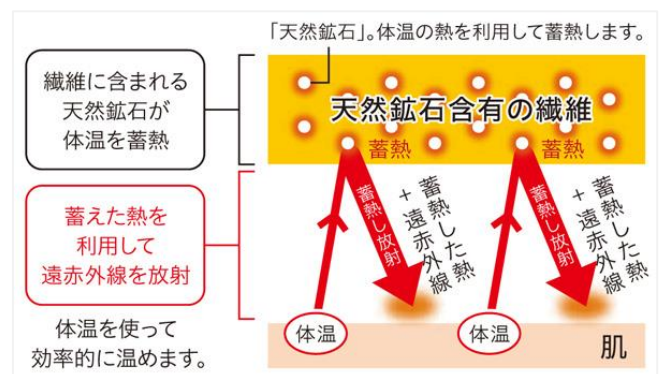 「天然鉱石」。体温の熱を利用して蓄熱します。
繊維に含まれる
天然鉱石が
体温を蓄熱
天然鉱石含有の繊維
蓄熱
蓄熱
蓄えた熱を
利用して
遠赤外線を放射
蓄熱し放射
蓄熱した熱
+遠赤外線
蓄熱し放射
蓄熱した熱
+遠赤外線
体温
体温
肌
体温を使って
効率的に温めます。